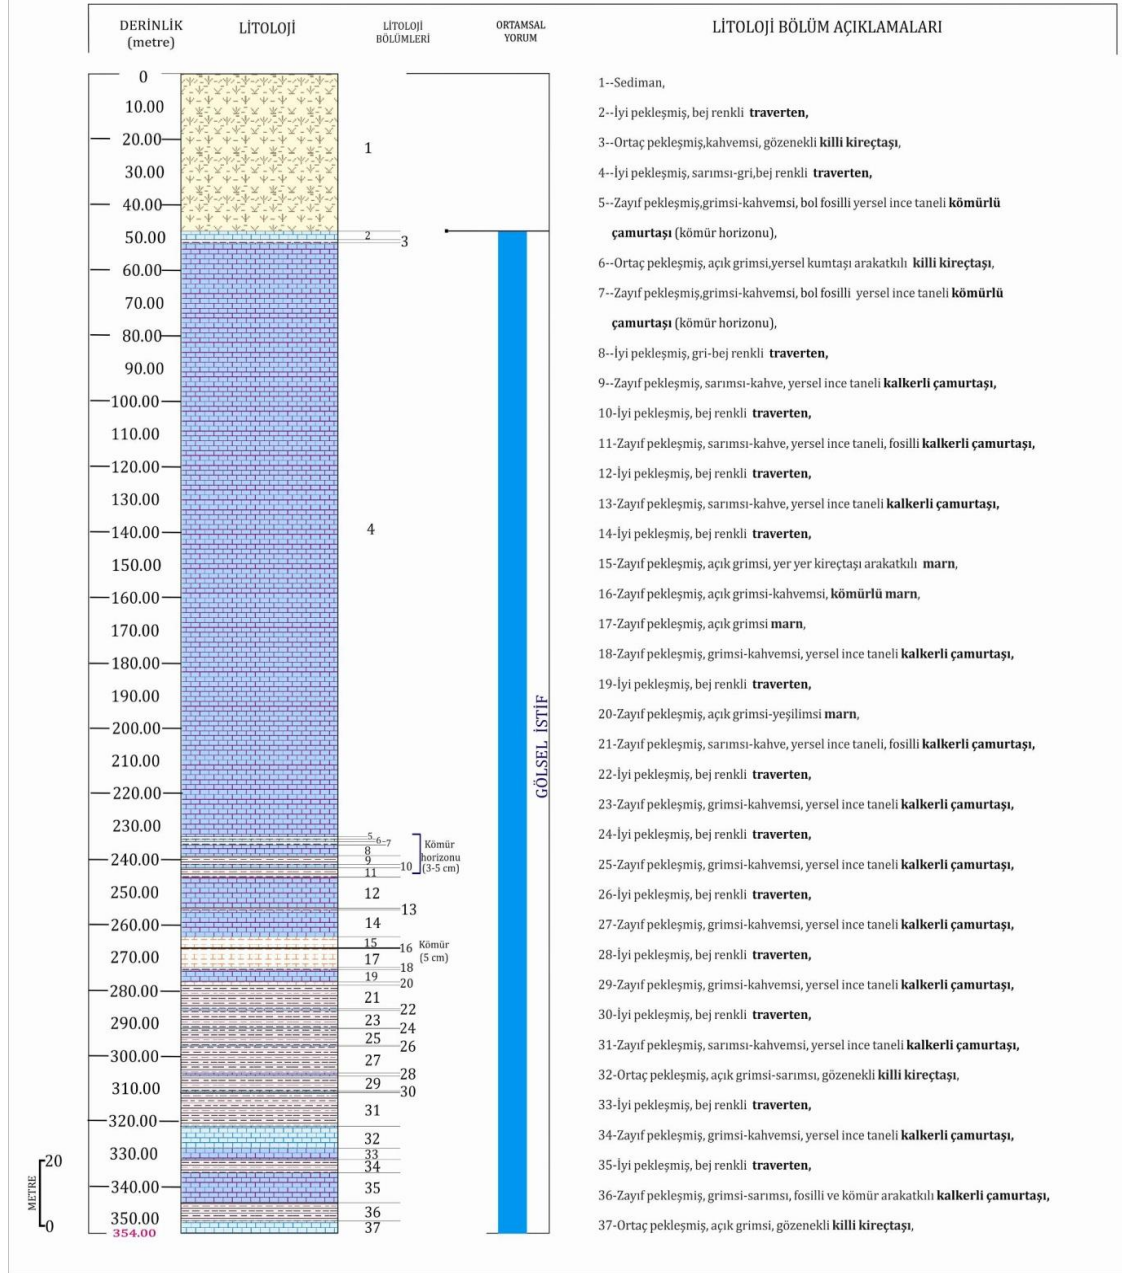 DERİNLİK
(metre)
LİTOLOJİ
LİTOLOJİ
BÖLÜMLERİ
ORTAMSAL
YORUM
LİTOLOJİ BÖLÜM AÇIKLAMALARI
0
10.00
20.00
30.00
40.00
50.00
60.00
70.00
80.00
90.00
100.00
110.00
120.00
130.00
140.00
150.00
160.00
170.00
180.00
190.00
200.00
210.00
220.00
230.00
240.00
250.00
260.00
270.00
280.00
290.00
300.00
310.00
320.00
330.00
340.00
350.00
354.00
METRE
20
0
1
2
3
4
5
6-7
8
9
10
11
12
13
14
15
16
17
18
19
20
21
22
23
24
25
26
27
28
29
30
31
32
33
34
35
36
37
Kömür
horizonu
(3-5 cm)
Kömür
(5 cm)
GÖLSEL İSTİF
1--Sediman,
2--İyi pekleşmiş, bej renkli traverten,
3--Ortaç pekleşmiş,kahvemsi, gözenekli killi kireçtaşı,
4--İyi pekleşmiş, sarımsı-gri,bej renkli traverten,
5--Zayıf pekleşmiş,grimsi-kahvemsi, bol fosilli yersel ince taneli kömürlü
çamurtaşı (kömür horizonu),
6--Ortaç pekleşmiş, açık grimsi,yersel kumtaşı arakatkılı killi kireçtaşı,
7--Zayıf pekleşmiş,grimsi-kahvemsi, bol fosilli yersel ince taneli kömürlü
çamurtaşı (kömür horizonu),
8--İyi pekleşmiş, gri-bej renkli traverten,
9--Zayıf pekleşmiş, sarımsı-kahve, yersel ince taneli kalkerli çamurtaşı,
10-İyi pekleşmiş, bej renkli traverten,
11-Zayıf pekleşmiş, sarımsı-kahve, yersel ince taneli, fosilli kalkerli çamurtaşı,
12-İyi pekleşmiş, bej renkli traverten,
13-Zayıf pekleşmiş, sarımsı-kahve, yersel ince taneli kalkerli çamurtaşı,
14-İyi pekleşmiş, bej renkli traverten,
15-Zayıf pekleşmiş, açık grimsi, yer yer kireçtaşı arakatkılı marn,
16-Zayıf pekleşmiş, açık grimsi-kahvemsi, kömürlü marn,
17-Zayıf pekleşmiş, açık grimsi marn,
18-Zayıf pekleşmiş, grimsi-kahvemsi, yersel ince taneli kalkerli çamurtaşı,
19-İyi pekleşmiş, bej renkli traverten,
20-Zayıf pekleşmiş, açık grimsi-yeşilimsi marn,
21-Zayıf pekleşmiş, sarımsı-kahve, yersel ince taneli, fosilli kalkerli çamurtaşı,
22-İyi pekleşmiş, bej renkli traverten,
23-Zayıf pekleşmiş, grimsi-kahvemsi, yersel ince taneli kalkerli çamurtaşı,
24-İyi pekleşmiş, bej renkli traverten,
25-Zayıf pekleşmiş, grimsi-kahvemsi, yersel ince taneli kalkerli çamurtaşı,
26-İyi pekleşmiş, bej renkli traverten,
27-Zayıf pekleşmiş, grimsi-kahvemsi, yersel ince taneli kalkerli çamurtaşı,
28-İyi pekleşmiş, bej renkli traverten,
29-Zayıf pekleşmiş, grimsi-kahvemsi, yersel ince taneli kalkerli çamurtaşı,
30-İyi pekleşmiş, bej renkli traverten,
31-Zayıf pekleşmiş, sarımsı-kahvemsi, yersel ince taneli kalkerli çamurtaşı,
32-Ortaç pekleşmiş, açık grimsi-sarımsı, gözenekli killi kireçtaşı,
33-İyi pekleşmiş, bej renkli traverten,
34-Zayıf pekleşmiş, grimsi-kahvemsi, yersel ince taneli kalkerli çamurtaşı,
35-İyi pekleşmiş, bej renkli traverten,
36-Zayıf pekleşmiş, grimsi-sarımsı, fosilli ve kömür arakatkılı kalkerli çamurtaşı,
37-Ortaç pekleşmiş, açık grimsi, gözenekli killi kireçtaşı,